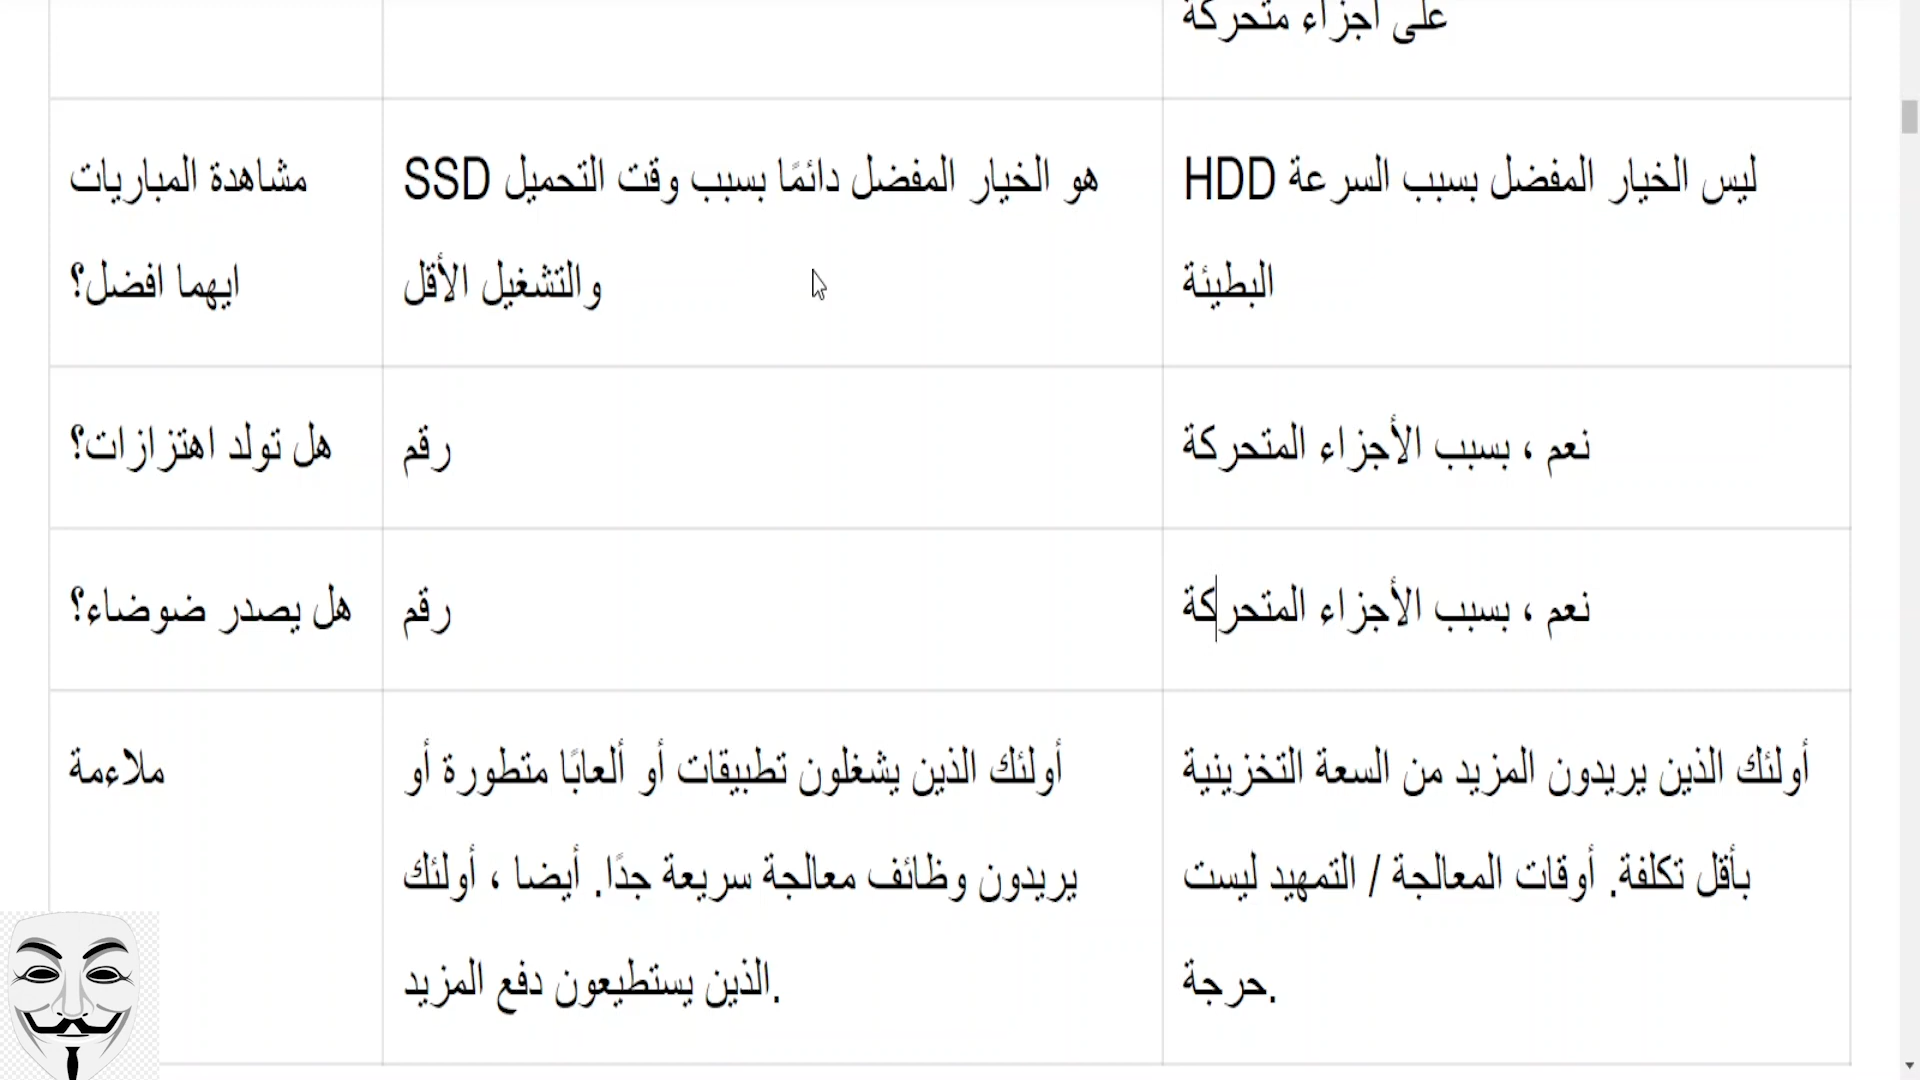 على أجزاء متحركة
مشاهدة المباريات
ايهما افضل؟
SSD هو الخيار المفضل دائمًا بسبب وقت التحميل
والتشغيل الأقل
HDD ليس الخيار المفضل بسبب السرعة
البطيئة
هل تولد اهتزازات؟
رقم
نعم ، بسبب الأجزاء المتحركة
هل يصدر ضوضاء؟
رقم
نعم ، بسبب الأجزاء المتحركة
ملاءمة
أولئك الذين يشغلون تطبيقات أو ألعابًا متطورة أو
يريدون وظائف معالجة سريعة جدًا. أيضا ، أولئك
الذين يستطيعون دفع المزيد.
أولئك الذين يريدون المزيد من السعة التخزينية
بأقل تكلفة. أوقات المعالجة / التمهيد ليست
حرجة.